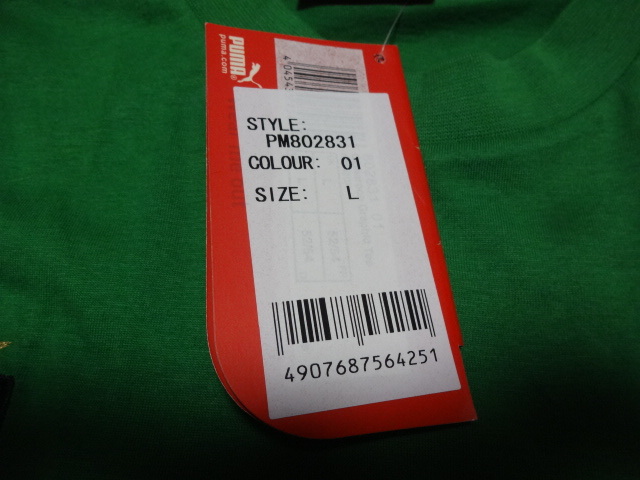 PUMA
puma.com
STYLE:
PM802831
COLOUR: 01
SIZE: L
4907687564251